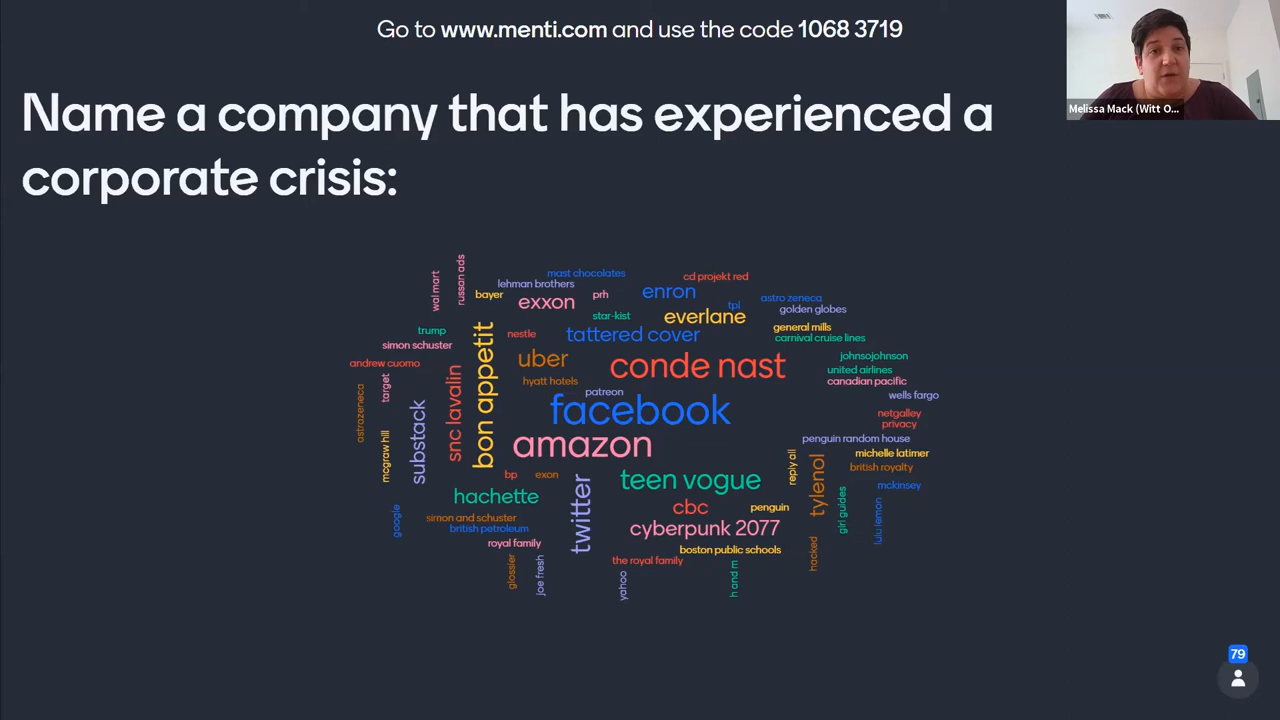 Go to www.menti.com and use the code 1068 3719
Name a company that has experienced a
corporate crisis:
Melissa Mack (Witt O...
wal mart
russan ads
mast chocolates
lehman brothers
bayer
exxon
prh
cd projekt red
enron
tpl
astro zeneca
golden globes
star-kist
everlane
general mills
carnival cruise lines
trump
simon schuster
nestle
tattered cover
andrew cuomo
target
astrazeneca
mcgraw hill
substack
snc lavalin
bon appetit
uber
hyatt hotels
patreon
conde nast
johnsojohnson
united airlines
canadian pacific
wells fargo
facebook
amazon
netgalley
privacy
penguin random house
michelle latimer
british royalty
reply all
tylenol
mckinsey
girl guides
lulu lemon
bp
exon
hachette
twitter
teen vogue
cbc
penguin
cyberpunk 2077
google
simon and schuster
british petroleum
royal family
glossier
joe fresh
boston public schools
the royal family
yahoo
h and m
hacked
79